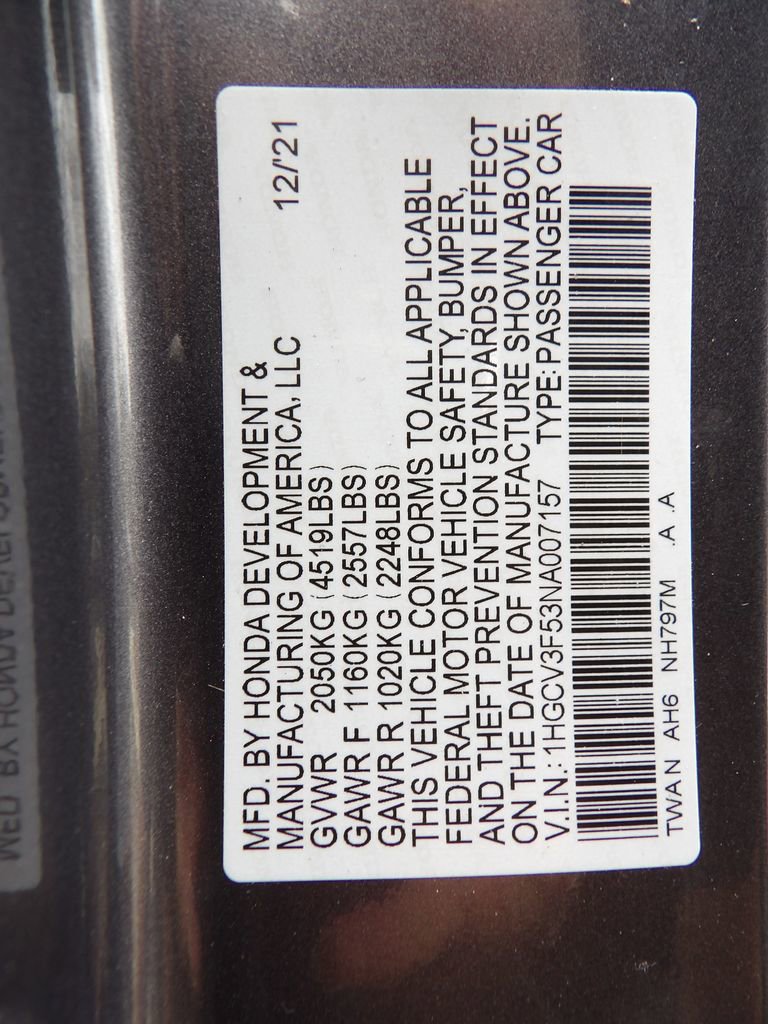 MFD. BY HONDA DEVELOPMENT &
MANUFACTURING OF AMERICA, LLC 12/'21
GVWR 2050KG (4519LBS)
GAWR F 1160KG (2557LBS)
GAWR R 1020KG (2248LBS)
THIS VEHICLE CONFORMS TO ALL APPLICABLE
FEDERAL MOTOR VEHICLE SAFETY, BUMPER,
AND THEFT PREVENTION STANDARDS IN EFFECT
ON THE DATE OF MANUFACTURE SHOWN ABOVE.
V.I.N.: 1HGCV3F53NA007157 TYPE: PASSENGER CAR
TWAN AH6 NH797M .A .A